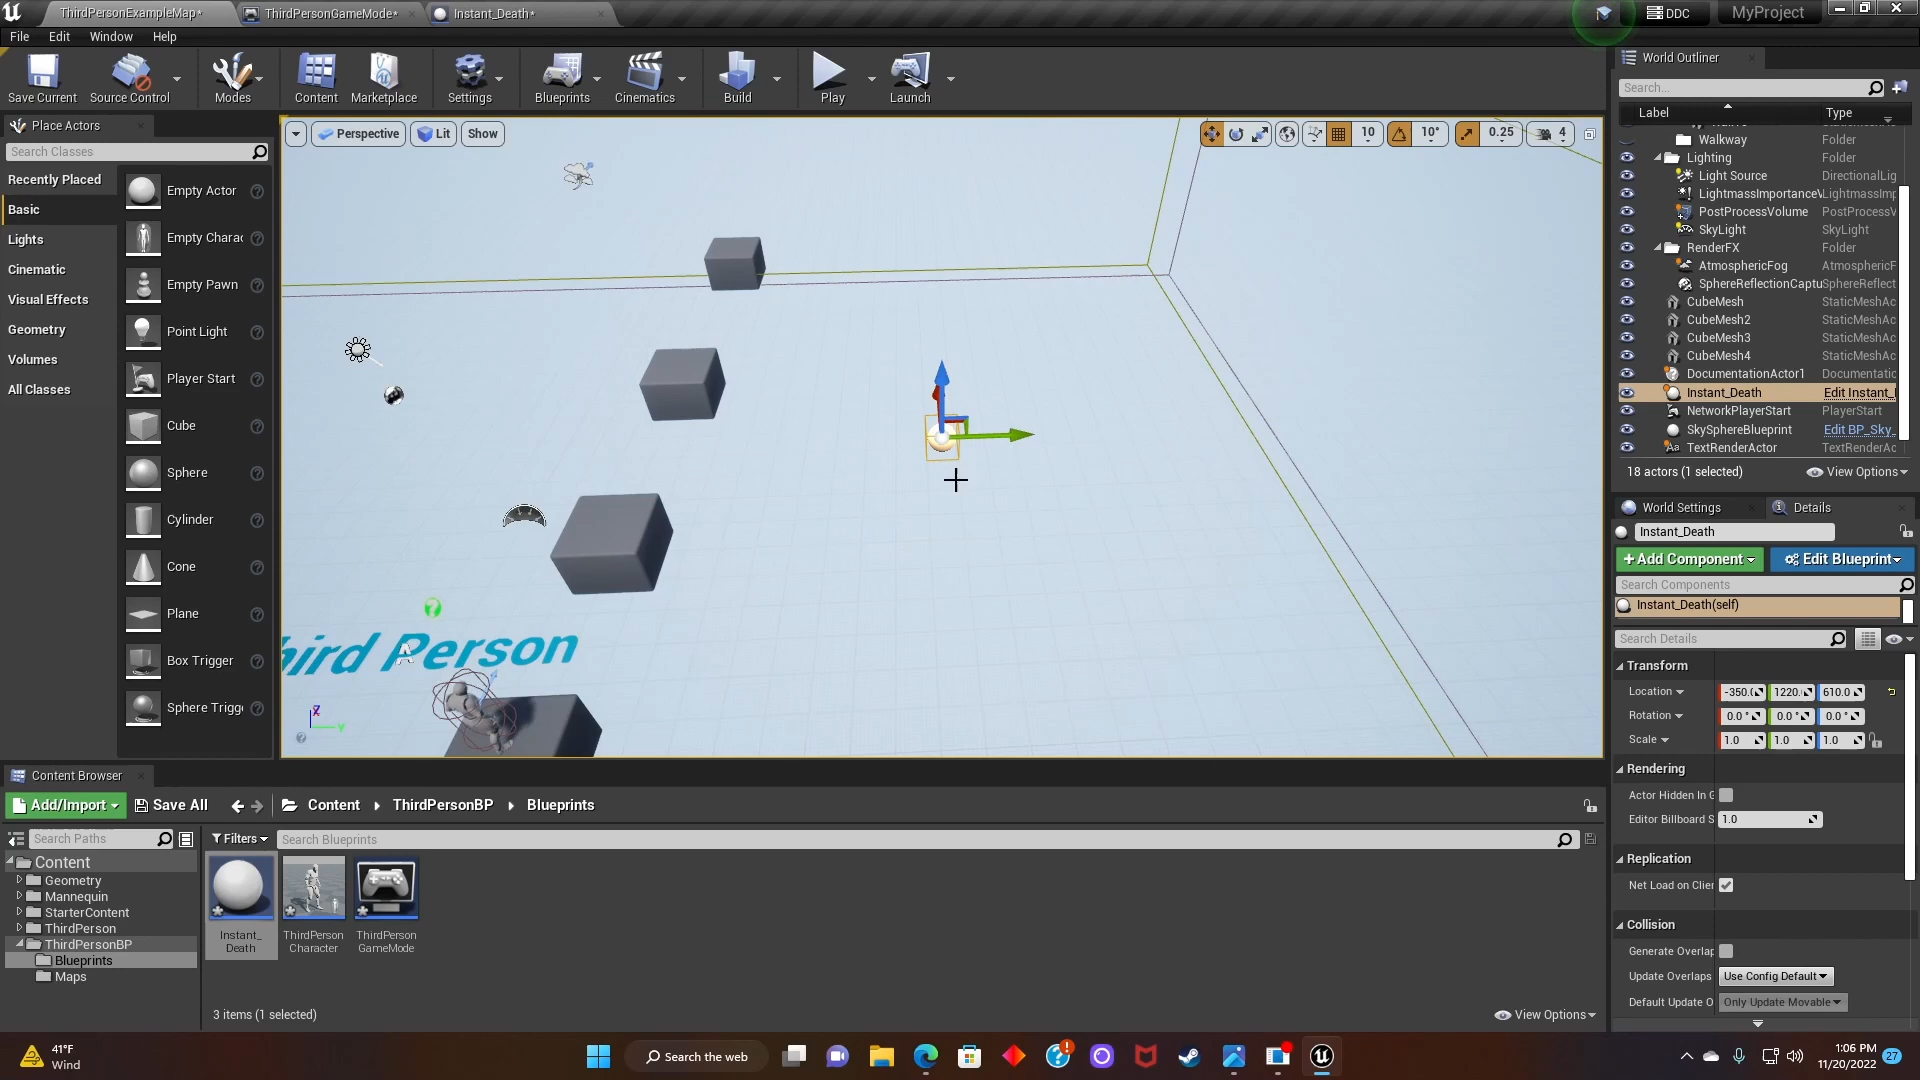 ThirdPersonExampleMap*
ThirdPersonGameMode*
Instant_Death*
DDC
MyProject
File Edit Window Help
Save Current
Source Control
Modes
Content
Marketplace
Settings
Blueprints
Cinematics
Build
Play
Launch
World Outliner
Search...
Label Type
Walkway Folder
Lighting Folder
Light Source DirectionalLig
LightmassImportanceV LightmassImp
PostProcessVolume PostProcessV
SkyLight SkyLight
RenderFX Folder
AtmosphericFog AtmosphericF
SphereReflectionCaptu SphereReflect
CubeMesh StaticMeshAc
CubeMesh2 StaticMeshAc
CubeMesh3 StaticMeshAc
CubeMesh4 StaticMeshAc
DocumentationActor1 Documentatic
Instant_Death Edit Instant_
NetworkPlayerStart PlayerStart
SkySphereBlueprint Edit BP_Sky_
TextRenderActor TextRenderAc
18 actors (1 selected) View Options
Place Actors
Search Classes
Recently Placed
Basic
Lights
Cinematic
Visual Effects
Geometry
Volumes
All Classes
Empty Actor
Empty Charac
Empty Pawn
Point Light
Player Start
Cube
Sphere
Cylinder
Cone
Plane
Box Trigger
Sphere Trigg
Perspective Lit Show
10 10° 0.25 4
hird Person
World Settings Details
Instant_Death
+Add Component Edit Blueprint
Search Components
Instant_Death(self)
Search Details
Transform
Location -350.( 1220. 610.0
Rotation 0.0 ° 0.0 ° 0.0 °
Scale 1.0 1.0 1.0
Rendering
Actor Hidden In G
Editor Billboard S 1.0
Replication
Net Load on Clien
Collision
Generate Overlap
Update Overlaps Use Config Default
Default Update O Only Update Movable
Content Browser
Add/Import Save All Content ThirdPersonBP Blueprints
Search Paths
Filters Search Blueprints
Content
Geometry
Mannequin
StarterContent
ThirdPerson
ThirdPersonBP
Blueprints
Maps
Instant_
Death
ThirdPerson
Character
ThirdPerson
GameMode
3 items (1 selected) View Options
41°F
Wind
Search the web
1:06 PM
11/20/2022
27